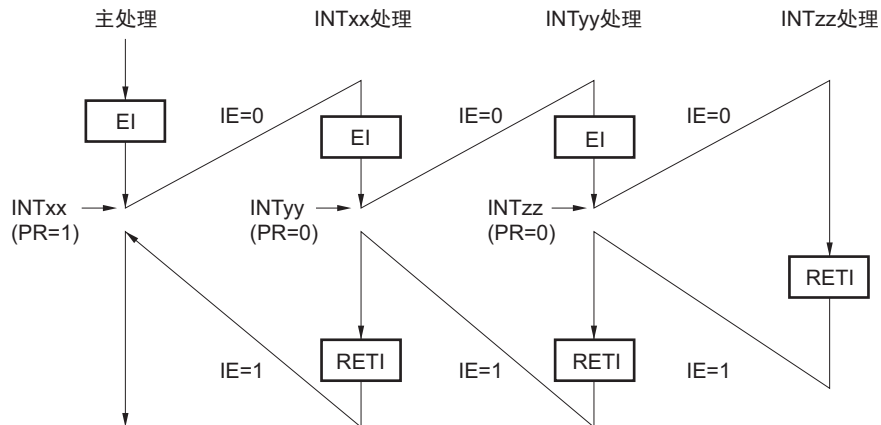 主处理
INTxx处理
INTyy处理
INTzz处理
EI
IE=0
EI
IE=0
EI
IE=0
INTxx
(PR=1)
INTyy
(PR=0)
INTzz
(PR=0)
RETI
RETI
RETI
IE=1
IE=1
IE=1